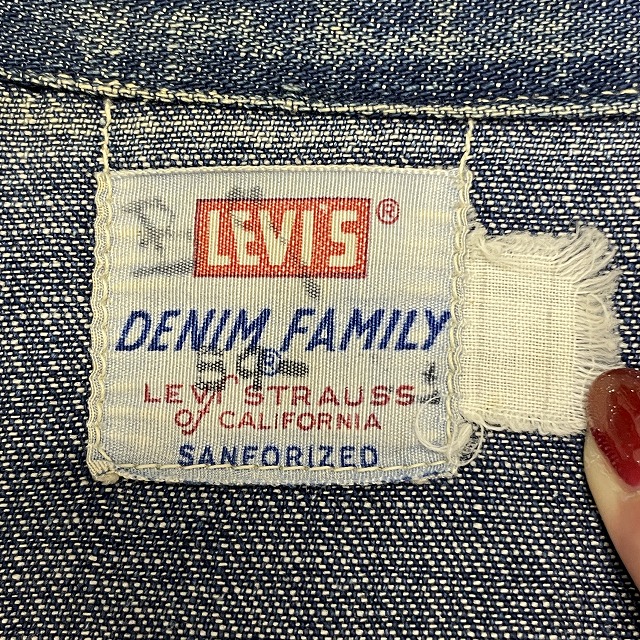 LEVI'S ®
DENIM FAMILY
®
LEVI STRAUSS
of CALIFORNIA
SANFORIZED